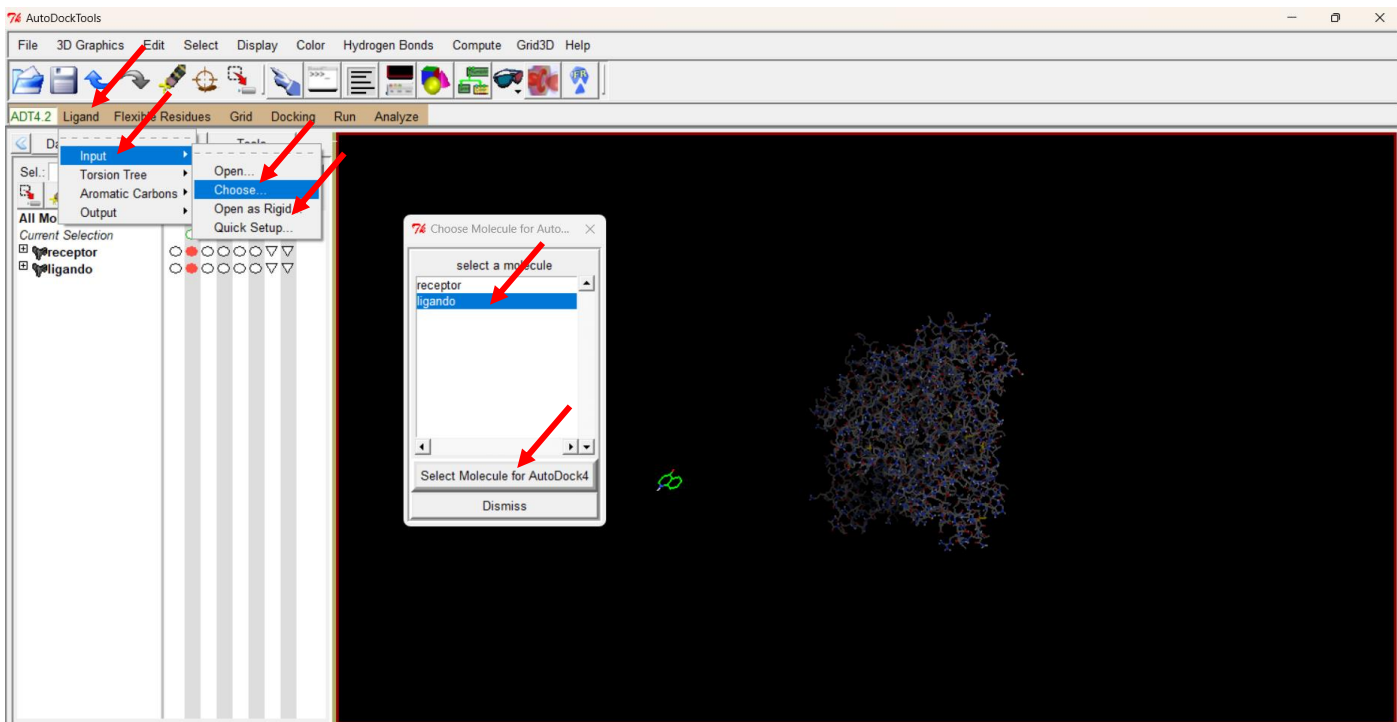 AutoDockTools
File 3D Graphics Edit Select Display Color Hydrogen Bonds Compute Grid3D Help
ADT4.2 Ligand Flexible Residues Grid Docking Run Analyze
Tools
Sel.:
All Mo
Current Selection
receptor
ligando
Input
Torsion Tree
Aromatic Carbons
Output
Open...
Choose...
Open as Rigid...
Quick Setup...
Choose Molecule for Auto...
select a molecule
receptor
ligando
Select Molecule for AutoDock4
Dismiss